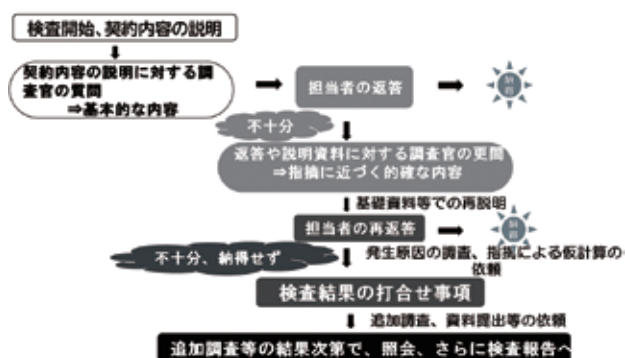 検査開始、契約内容の説明
契約内容の説明に対する調
査官の質問
⇒基本的な内容
担当者の返答
納
得
不十分
返答や説明資料に対する調査官の更問
⇒指摘に近づく的確な内容
基礎資料等での再説明
担当者の再返答
納
得
不十分、納得せず
発生原因の調査、指摘による仮計算の
依頼
検査結果の打合せ事項
追加調査、資料提出等の依頼
追加調査等の結果次第で、照会、さらに検査報告へ